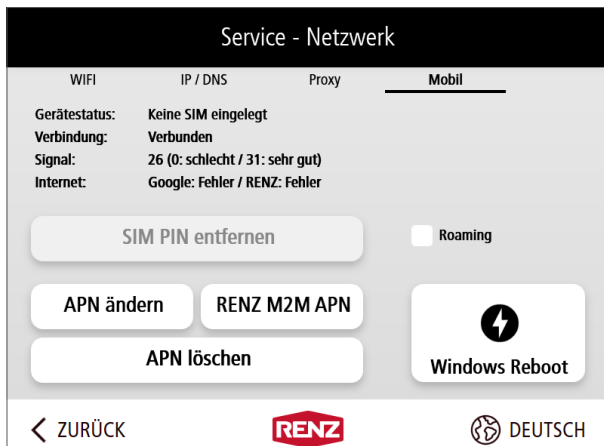 Service - Netzwerk
WIFI IP / DNS Proxy Mobil
Gerätestatus: Keine SIM eingelegt
Verbindung: Verbunden
Signal: 26 (0: schlecht / 31: sehr gut)
Internet: Google: Fehler / RENZ: Fehler
SIM PIN entfernen
Roaming
APN ändern
RENZ M2M APN
APN löschen
Windows Reboot
ZURÜCK
RENZ
DEUTSCH